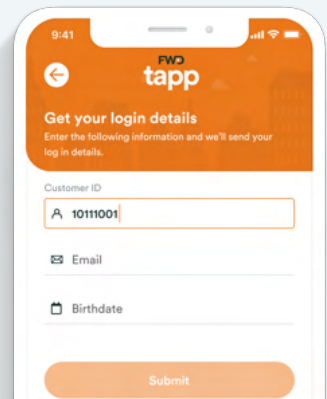 9:41
FWD
tapp
Get your login details
Enter the following information and we'll send your
log in details.
Customer ID
10111001
Email
Birthdate
Submit